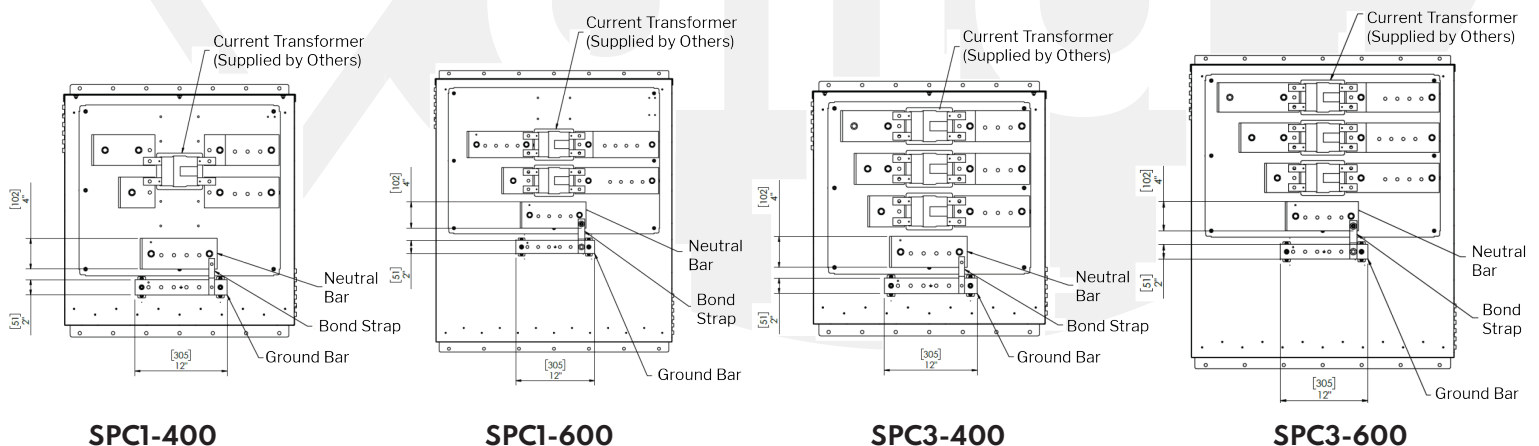 Current Transformer
(Supplied by Others)
[102]
4"
[51]
2"
[305]
12"
Neutral
Bar
Bond Strap
Ground Bar
SPC1-400
Current Transformer
(Supplied by Others)
[102]
4"
[51]
2"
[305]
12"
Neutral
Bar
Bond
Strap
Ground Bar
SPC1-600
Current Transformer
(Supplied by Others)
[102]
4"
[51]
2"
[305]
12"
Neutral
Bar
Bond Strap
Ground Bar
SPC3-400
Current Transformer
(Supplied by Others)
[102]
4"
[51]
2"
[305]
12"
Neutral
Bar
Bond
Strap
Ground Bar
SPC3-600